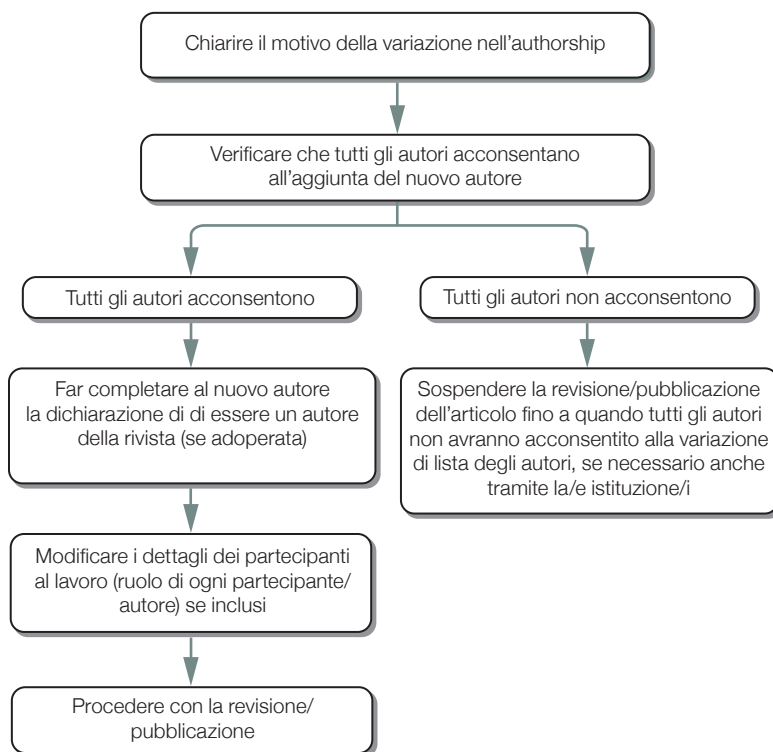 Chiarire il motivo della variazione nell'authorship
Verificare che tutti gli autori acconsentano
all'aggiunta del nuovo autore
Tutti gli autori acconsentono
Tutti gli autori non acconsentono
Far completare al nuovo autore
la dichiarazione di di essere un autore
della rivista (se adoperata)
Sospendere la revisione/pubblicazione
dell'articolo fino a quando tutti gli autori
non avranno acconsentito alla variazione
di lista degli autori, se necessario anche
tramite la/e istituzione/i
Modificare i dettagli dei partecipanti
al lavoro (ruolo di ogni partecipante/
autore) se inclusi
Procedere con la revisione/
pubblicazione